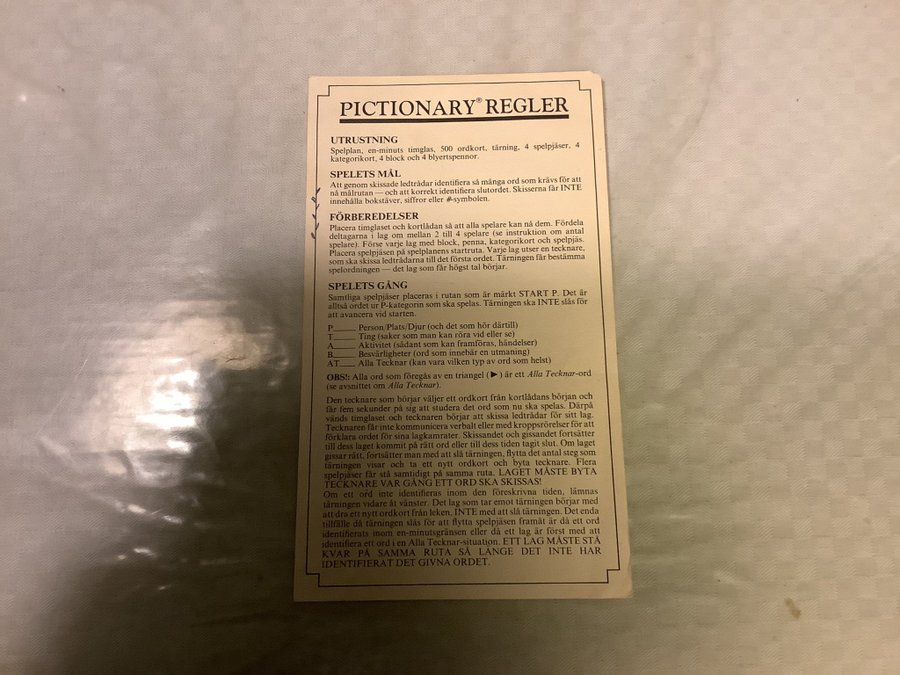 PICTIONARY® REGLER
UTRUSTNING
Spelplan, en-minuts timglas, 500 ordkort, tärning, 4 spelpjäser, 4
kategorikort, 4 block och 4 blyertspennor.
SPELETS MÅL
Att genom skissade ledtrådar identifiera så många ord som krävs för att
nå målrutan — och att korrekt identifiera slutordet. Skisserna får INTE
innehålla bokstäver, siffror eller #-symbolen.
FÖRBEREDELSER
Placera timglaset och kortlådan så att alla spelare kan nå dem. Fördela
deltagarna i lag om mellan 2 till 4 spelare (se instruktion om antal
spelare). Förse varje lag med block, penna, kategorikort och spelpjäs.
Placera spelpjäsen på spelplanens startruta. Varje lag utser en tecknare,
som ska skissa ledtrådarna till det första ordet. Tärningen får bestämma
spelordningen — det lag som får högst tal börjar.
SPELETS GÅNG
Samtliga spelpjäser placeras i rutan som är märkt START P. Det är
alltså ordet ur P-kategorin som ska spelas. Tärningen ska INTE slås för
att avancera vid starten.
P____ Person/Plats/Djur (och det som hör därtill)
T____ Ting (saker som man kan röra vid eller se)
A____ Aktivitet (sådant som kan framföras, händelser)
B____ Besvärligheter (ord som innebär en utmaning)
AT____ Alla Tecknar (kan vara vilken typ av ord som helst)
OBS!: Alla ord som föregås av en triangel (▶) är ett Alla Tecknar-ord
(se avsnittet om Alla Tecknar).
Den tecknare som börjar väljer ett ordkort från kortlådans början och
får fem sekunder på sig att studera det ord som nu ska spelas. Därpå
vänds timglaset och tecknaren börjar att skissa ledtrådar för sitt lag.
Tecknaren får inte kommunicera verbalt eller med kroppsrörelser för att
förklara ordet för sina lagkamrater. Skissandet och gissandet fortsätter
till dess laget kommit på rätt ord eller till dess tiden tagit slut. Om laget
gissar rätt, fortsätter man med att slå tärningen, flytta det antal steg som
tärningen visar och ta ett nytt ordkort och byta tecknare. Flera
spelpjäser får stå samtidigt på samma ruta. LAGET MÅSTE BYTA
TECKNARE VAR GÅNG ETT ORD SKA SKISSAS!
Om ett ord inte identifieras inom den föreskrivna tiden, lämnas
tärningen vidare åt vänster. Det lag som tar emot tärningen börjar med
att dra ett nytt ordkort från leken, INTE med att slå tärningen. Det enda
tillfälle då tärningen slås för att flytta spelpjäsen framåt är då ett ord
identifierats inom en-minutsgränsen eller då ett lag är först med att
identifiera ett ord i en Alla Tecknar-situation. ETT LAG MÅSTE STÅ
KVAR PÅ SAMMA RUTA SÅ LÄNGE DET INTE HAR
IDENTIFIERAT DET GIVNA ORDET.